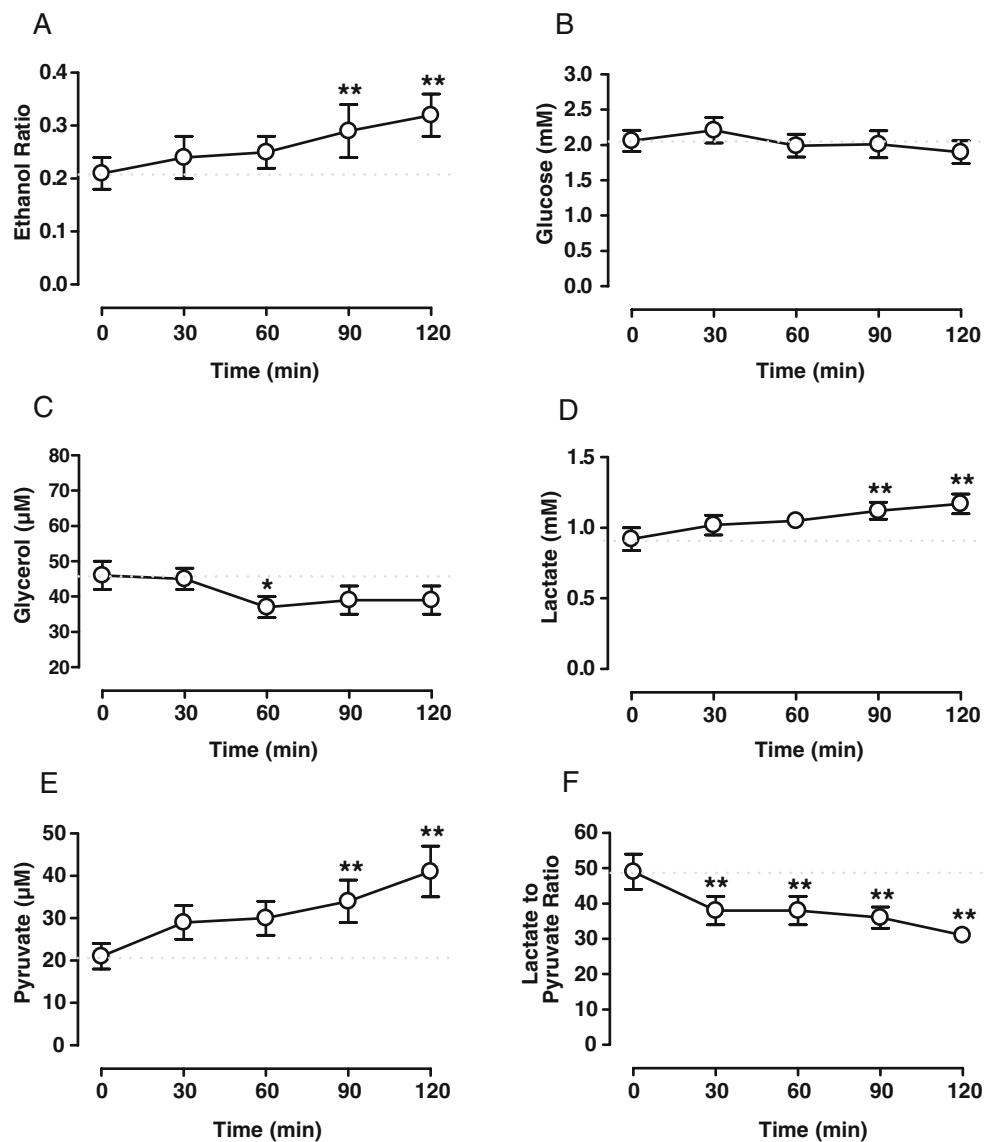 A
Ethanol Ratio
0.4
0.3
0.2
0.1
0.0
**
**
0 30 60 90 120
Time (min)
B
Glucose (mM)
3.0
2.5
2.0
1.5
1.0
0.5
0.0
0 30 60 90 120
Time (min)
C
Glycerol (µM)
80
70
60
50
40
30
20
*
0 30 60 90 120
Time (min)
D
Lactate (mM)
1.5
1.0
0.5
0.0
**
**
0 30 60 90 120
Time (min)
E
Pyruvate (µM)
50
40
30
20
10
0
**
**
0 30 60 90 120
Time (min)
F
Lactate to
Pyruvate Ratio
60
50
40
30
20
10
0
**
**
**
**
0 30 60 90 120
Time (min)